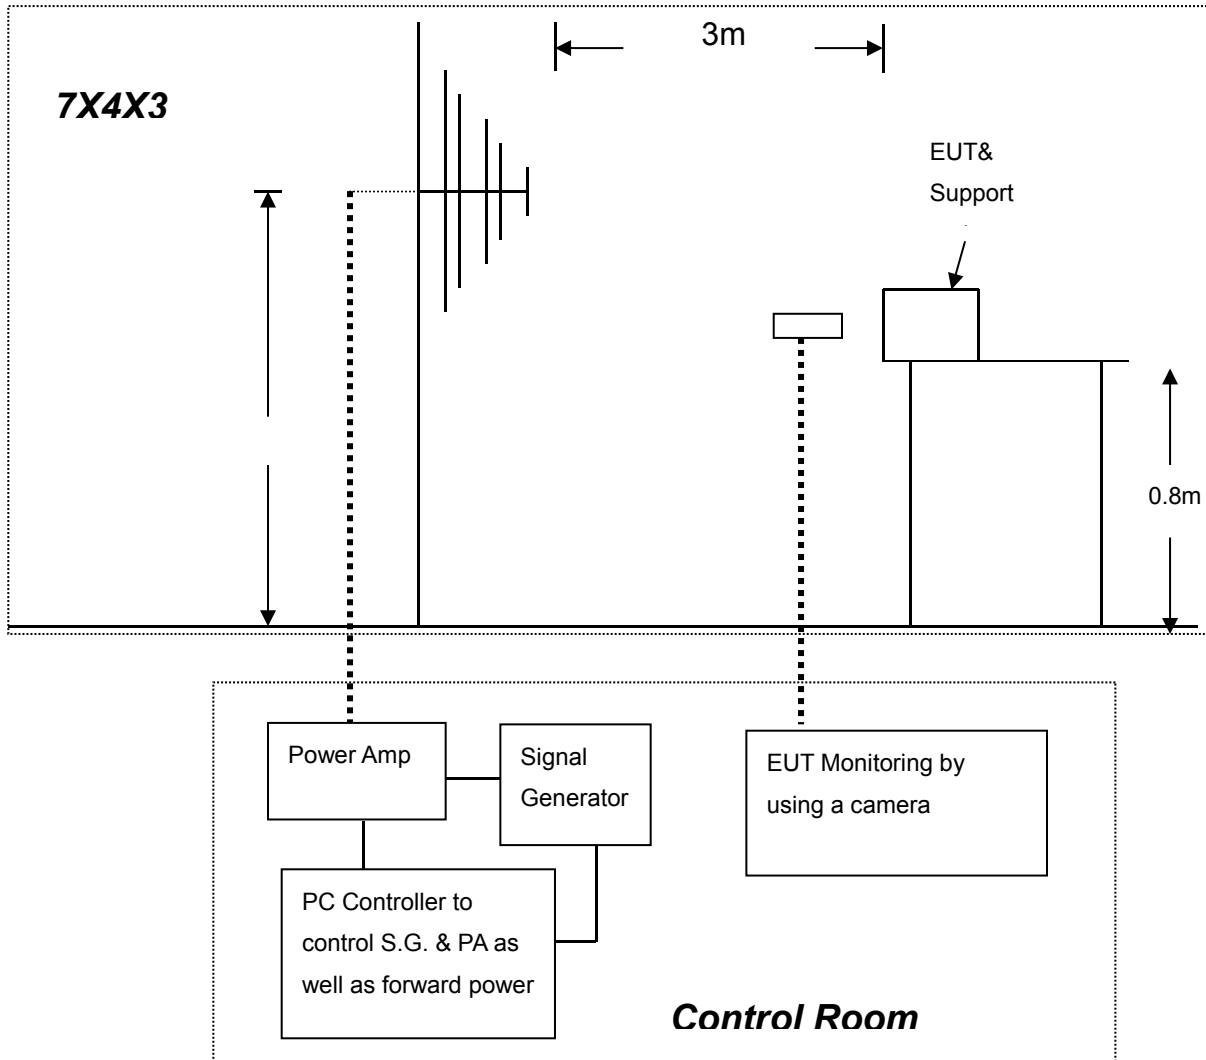 3m
7X4X3
EUT&
Support
0.8m
Power Amp
Signal
Generator
EUT Monitoring by
using a camera
PC Controller to
control S.G. & PA as
well as forward power
Control Room